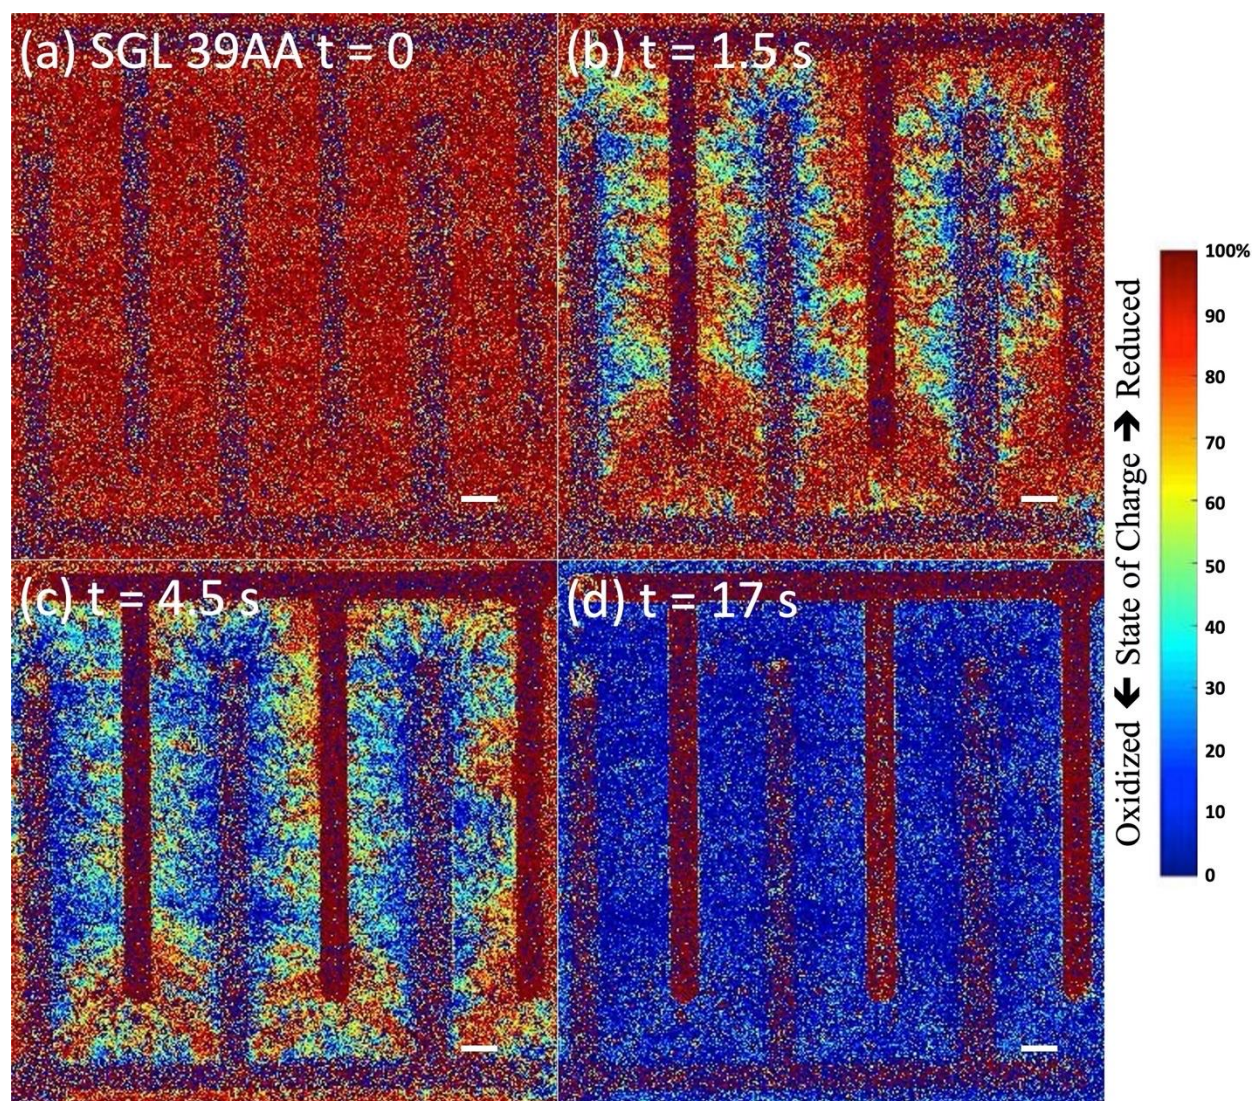 (a) SGL 39AA t = 0
(b) t = 1.5 s
(c) t = 4.5 s
(d) t = 17 s
Oxidized ← State of Charge → Reduced
100%
90
80
70
60
50
40
30
20
10
0